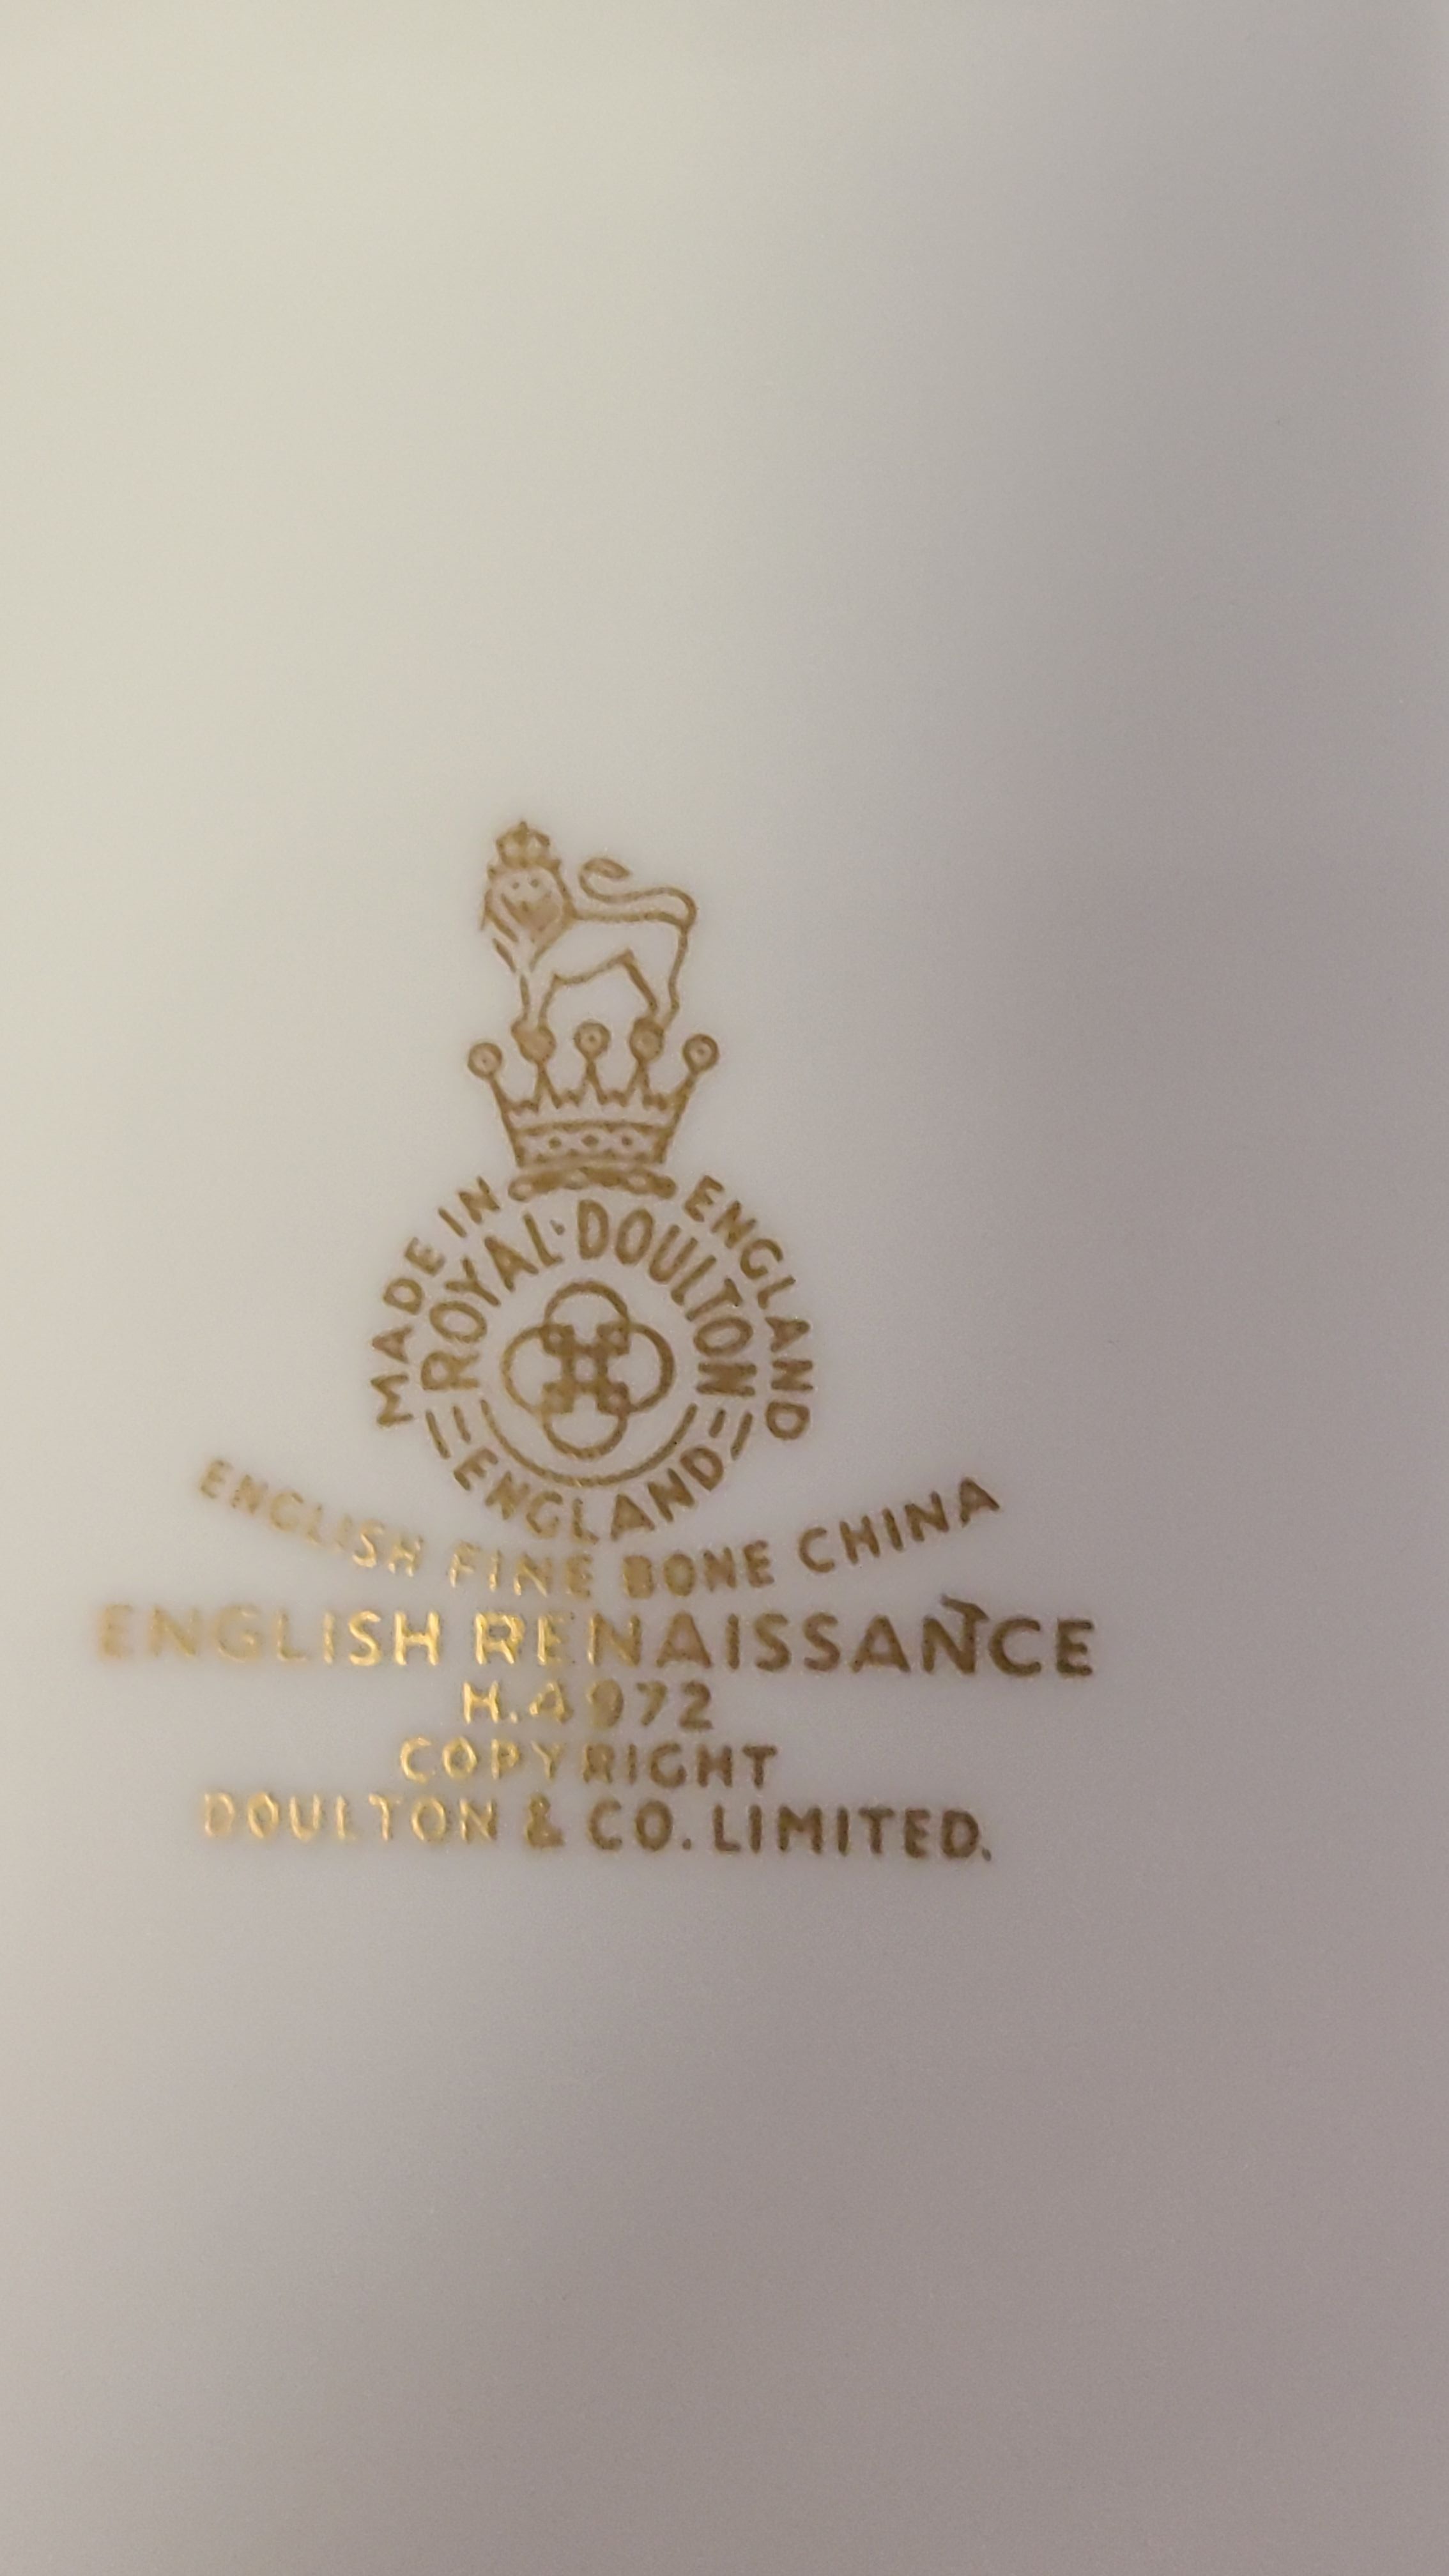 MADE IN ENGLAND
ROYAL·DOULTON
ENGLAND
ENGLISH FINE BONE CHINA
ENGLISH RENAISSANCE
H.4972
COPYRIGHT
DOULTON & CO. LIMITED.